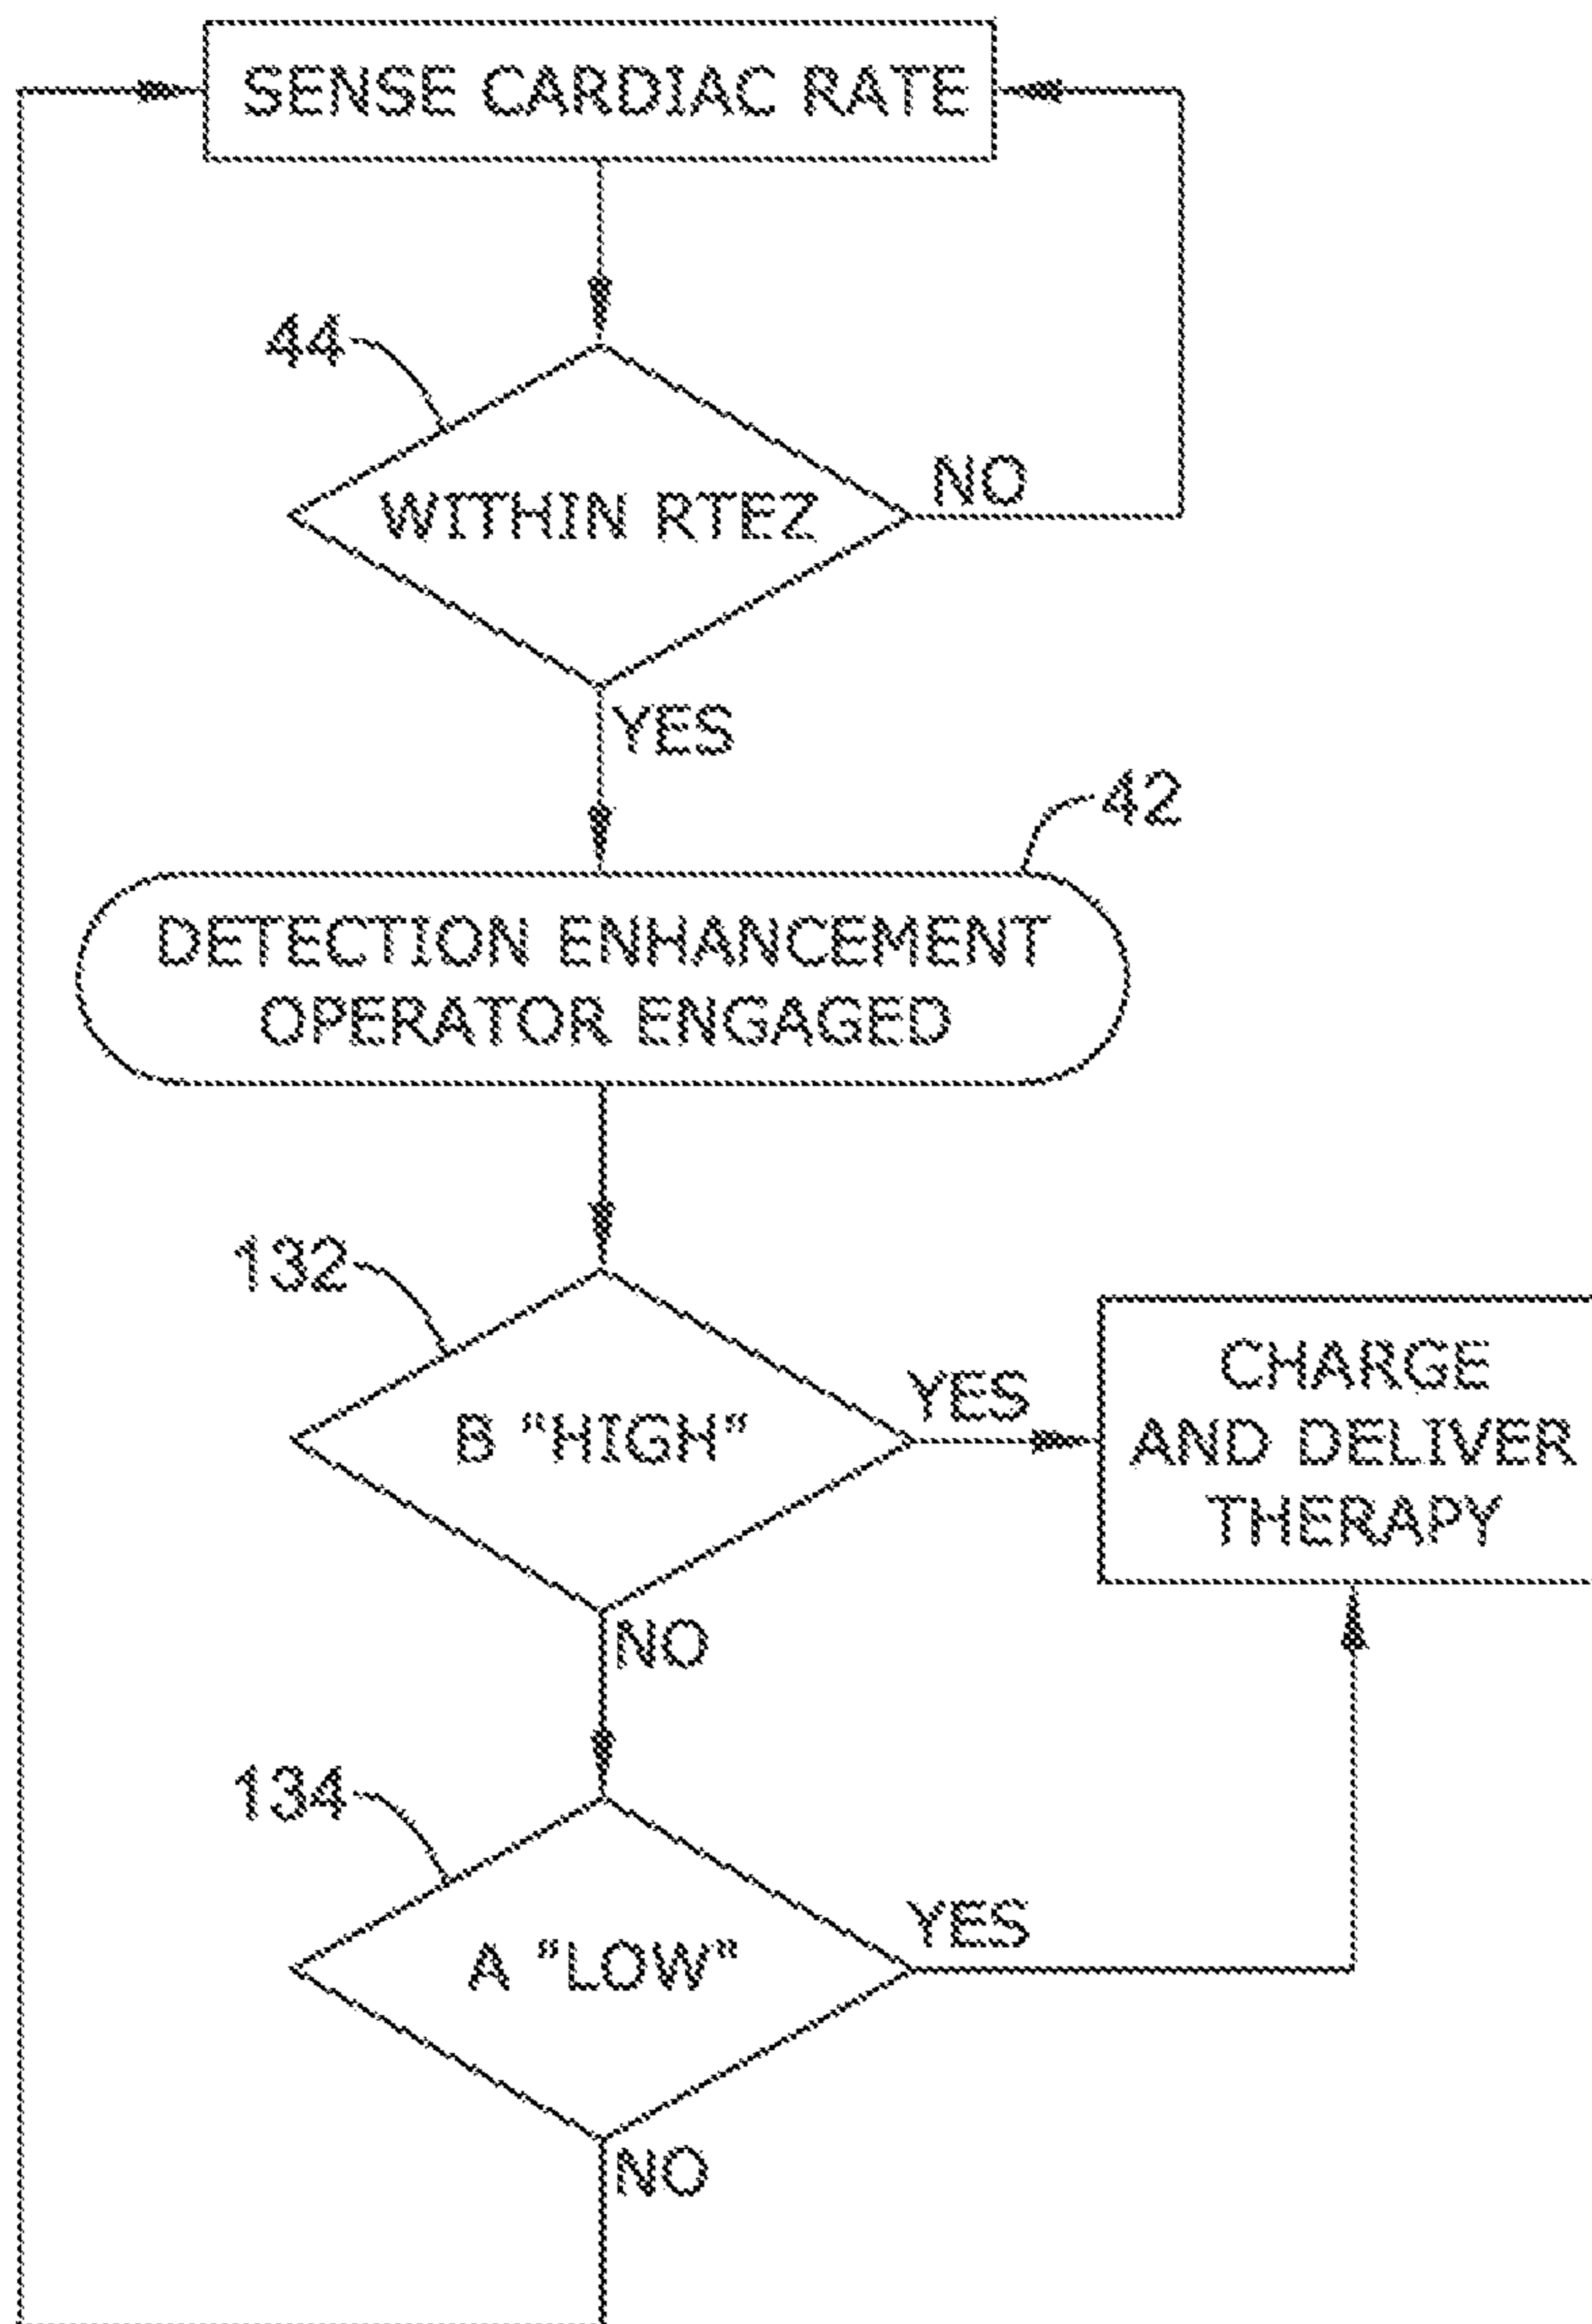 SENSE CARDIAC RATE
44
WITHIN RTEZ
NO
YES
42
DETECTION ENHANCEMENT
OPERATOR ENGAGED
132
B "HIGH"
YES
CHARGE
AND DELIVER
THERAPY
NO
134
A "LOW"
YES
NO